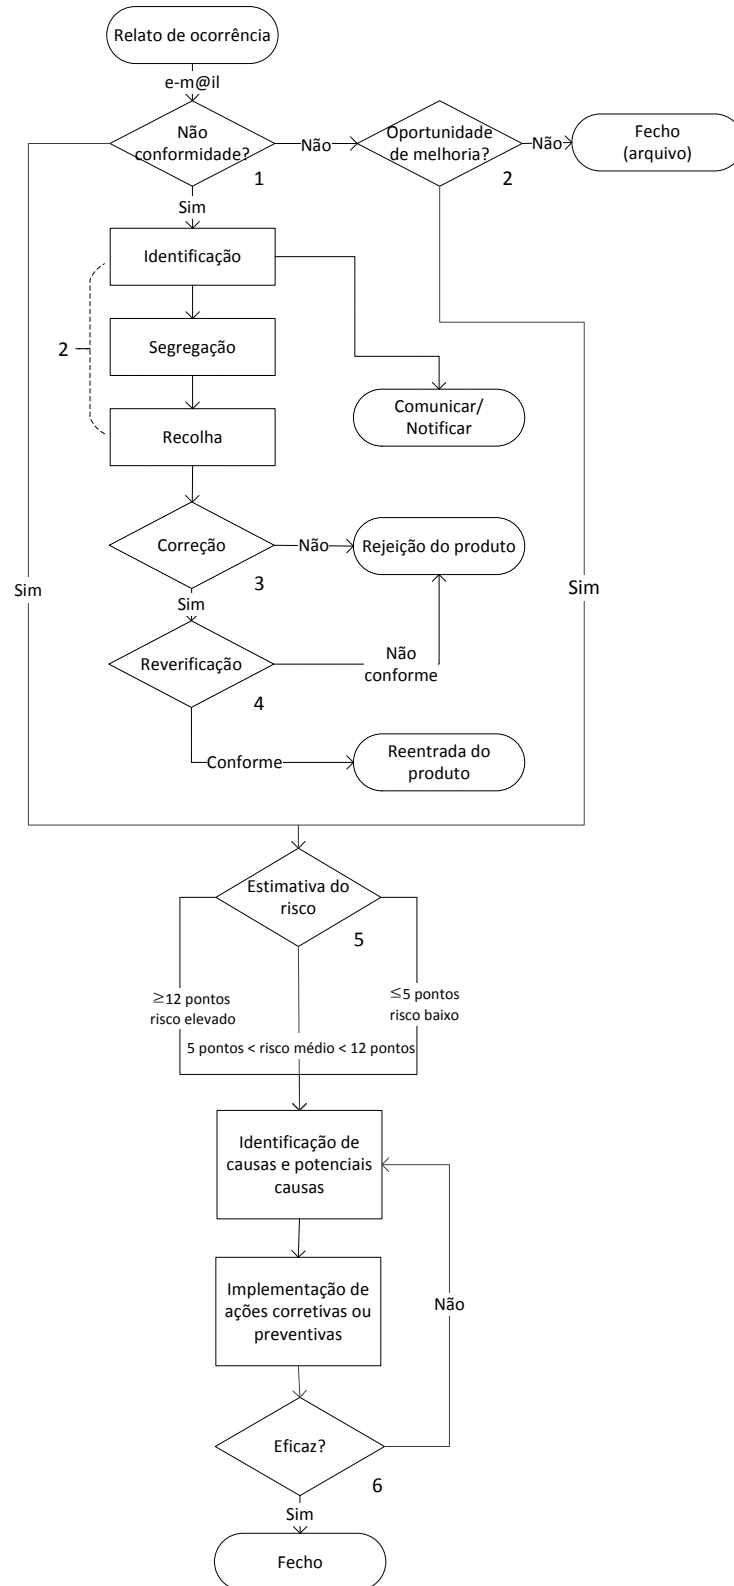 Relato de ocorrência
e-m@il
Não
conformidade?
1
Não
Oportunidade
de melhoria?
2
Não
Fecho
(arquivo)
Sim
Identificação
2
Segregação
Comunicar/
Notificar
Recolha
Correção
3
Não
Rejeição do produto
Sim
Sim
Sim
Reverificação
4
Não
conforme
Conforme
Reentrada do
produto
Estimativa do
risco
5
≥12 pontos
risco elevado
≤5 pontos
risco baixo
5 pontos < risco médio < 12 pontos
Identificação de
causas e potenciais
causas
Implementação de
ações corretivas ou
preventivas
Não
Eficaz?
6
Sim
Fecho